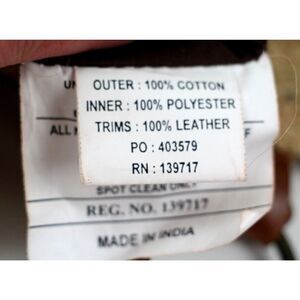 UN
OUTER : 100% COTTON
INNER : 100% POLYESTER
TRIMS : 100% LEATHER
PO : 403579
RN : 139717
SPOT CLEAN ONLY
REG. NO. 139717
MADE IN INDIA